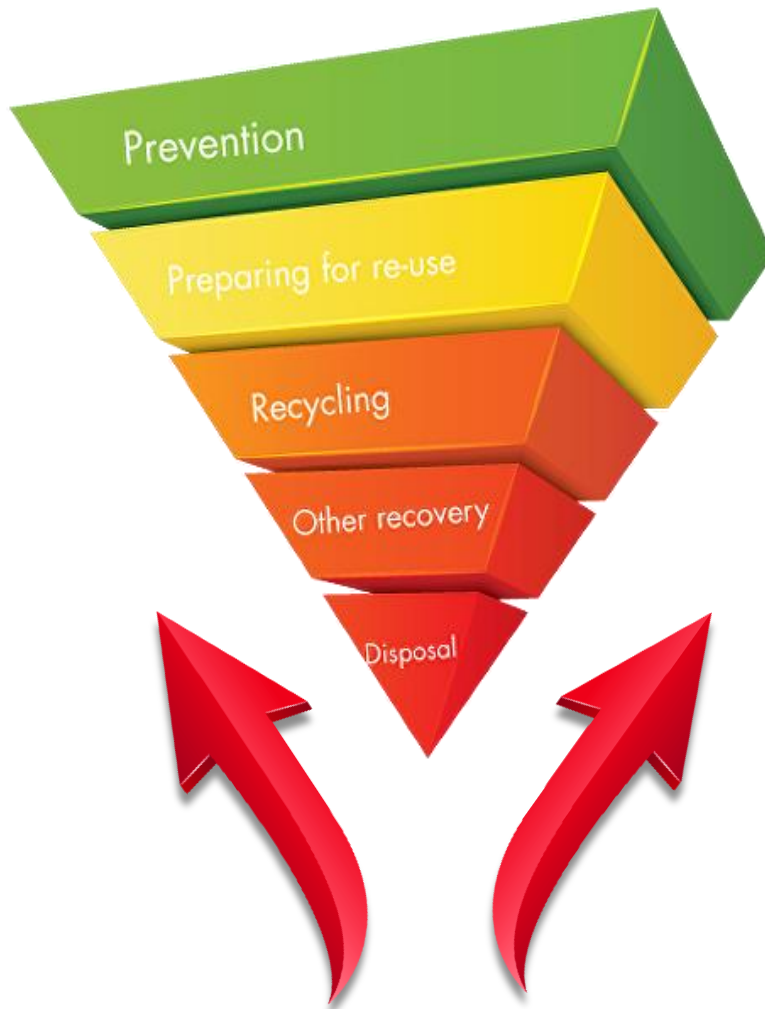 Prevention
Preparing for re-use
Recycling
Other recovery
Disposal